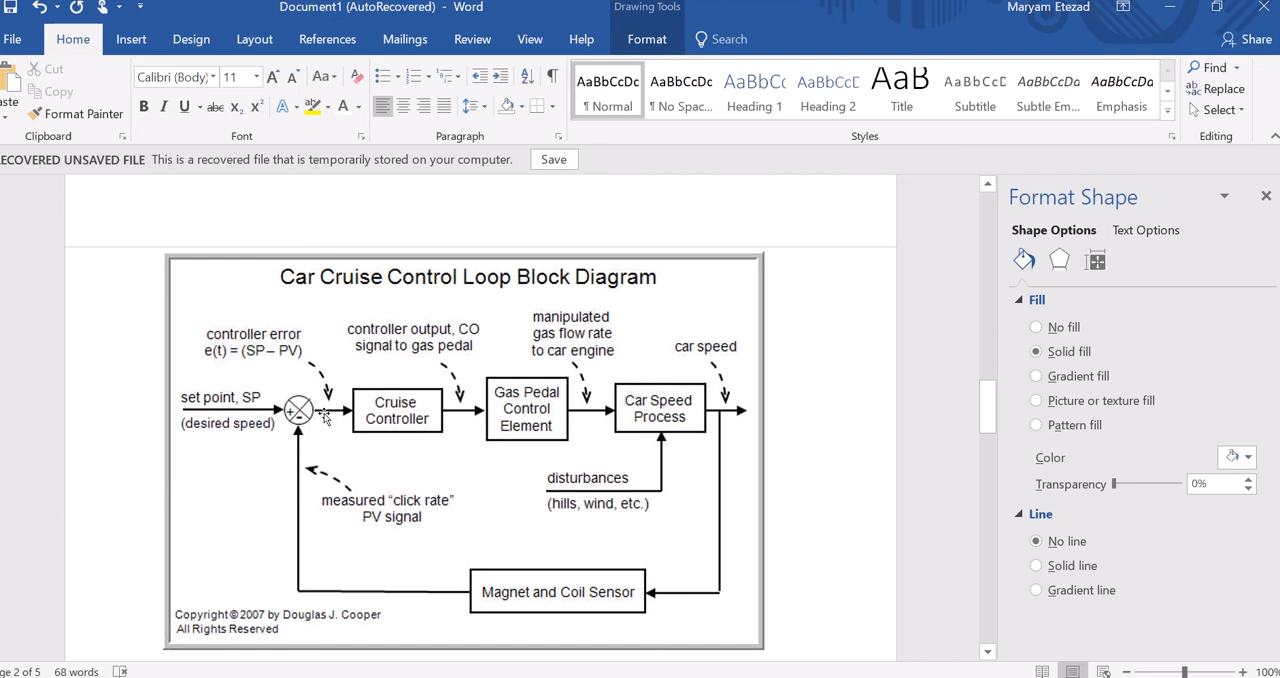 Document1 (AutoRecovered) - Word
Drawing Tools
Maryam Etezad
File Home Insert Design Layout References Mailings Review View Help Format Search Share
Cut
Copy
Format Painter
Clipboard
Calibri (Body) 11
Font
Paragraph
AaBbCcDc AaBbCcDc AaBbCc AaBbCcD AaB AaBbCcD AaBbCcDc AaBbCcDc
¶ Normal ¶ No Spac... Heading 1 Heading 2 Title Subtitle Subtle Em... Emphasis
Styles
Find
Replace
Select
Editing
ECOVERED UNSAVED FILE This is a recovered file that is temporarily stored on your computer. Save
Car Cruise Control Loop Block Diagram
controller error
e(t) = (SP – PV)
controller output, CO
signal to gas pedal
manipulated
gas flow rate
to car engine
car speed
set point, SP
(desired speed)
+
-
Cruise
Controller
Gas Pedal
Control
Element
Car Speed
Process
disturbances
(hills, wind, etc.)
measured “click rate”
PV signal
Magnet and Coil Sensor
Copyright © 2007 by Douglas J. Cooper
All Rights Reserved
Format Shape
Shape Options Text Options
Fill
No fill
Solid fill
Gradient fill
Picture or texture fill
Pattern fill
Color
Transparency 0%
Line
No line
Solid line
Gradient line
ge 2 of 5 68 words
100%